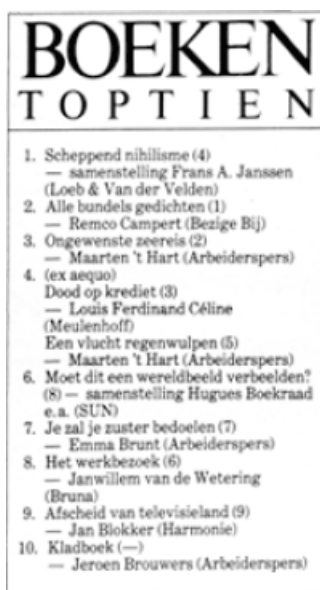 BOEKEN
TOPTIEN
1. Scheppend nihilisme (4)
— samenstelling Frans A. Janssen
(Loeb & Van der Velden)
2. Alle bundels gedichten (1)
— Remco Campert (Bezige Bij)
3. Ongewenste zeereis (2)
— Maarten 't Hart (Arbeiderspers)
4. (ex aequo)
Dood op krediet (3)
— Louis Ferdinand Céline
(Meulenhoff)
Een vlucht regenwulpen (5)
— Maarten 't Hart (Arbeiderspers)
6. Moet dit een wereldbeeld verbeelden?
(8) — samenstelling Hugues Boekraad
e.a. (SUN)
7. Je zal je zuster bedoelen (7)
— Emma Brunt (Arbeiderspers)
8. Het werkbezoek (6)
— Janwillem van de Wetering
(Bruna)
9. Afscheid van televisieland (9)
— Jan Blokker (Harmonie)
10. Kladboek (—)
— Jeroen Brouwers (Arbeiderspers)